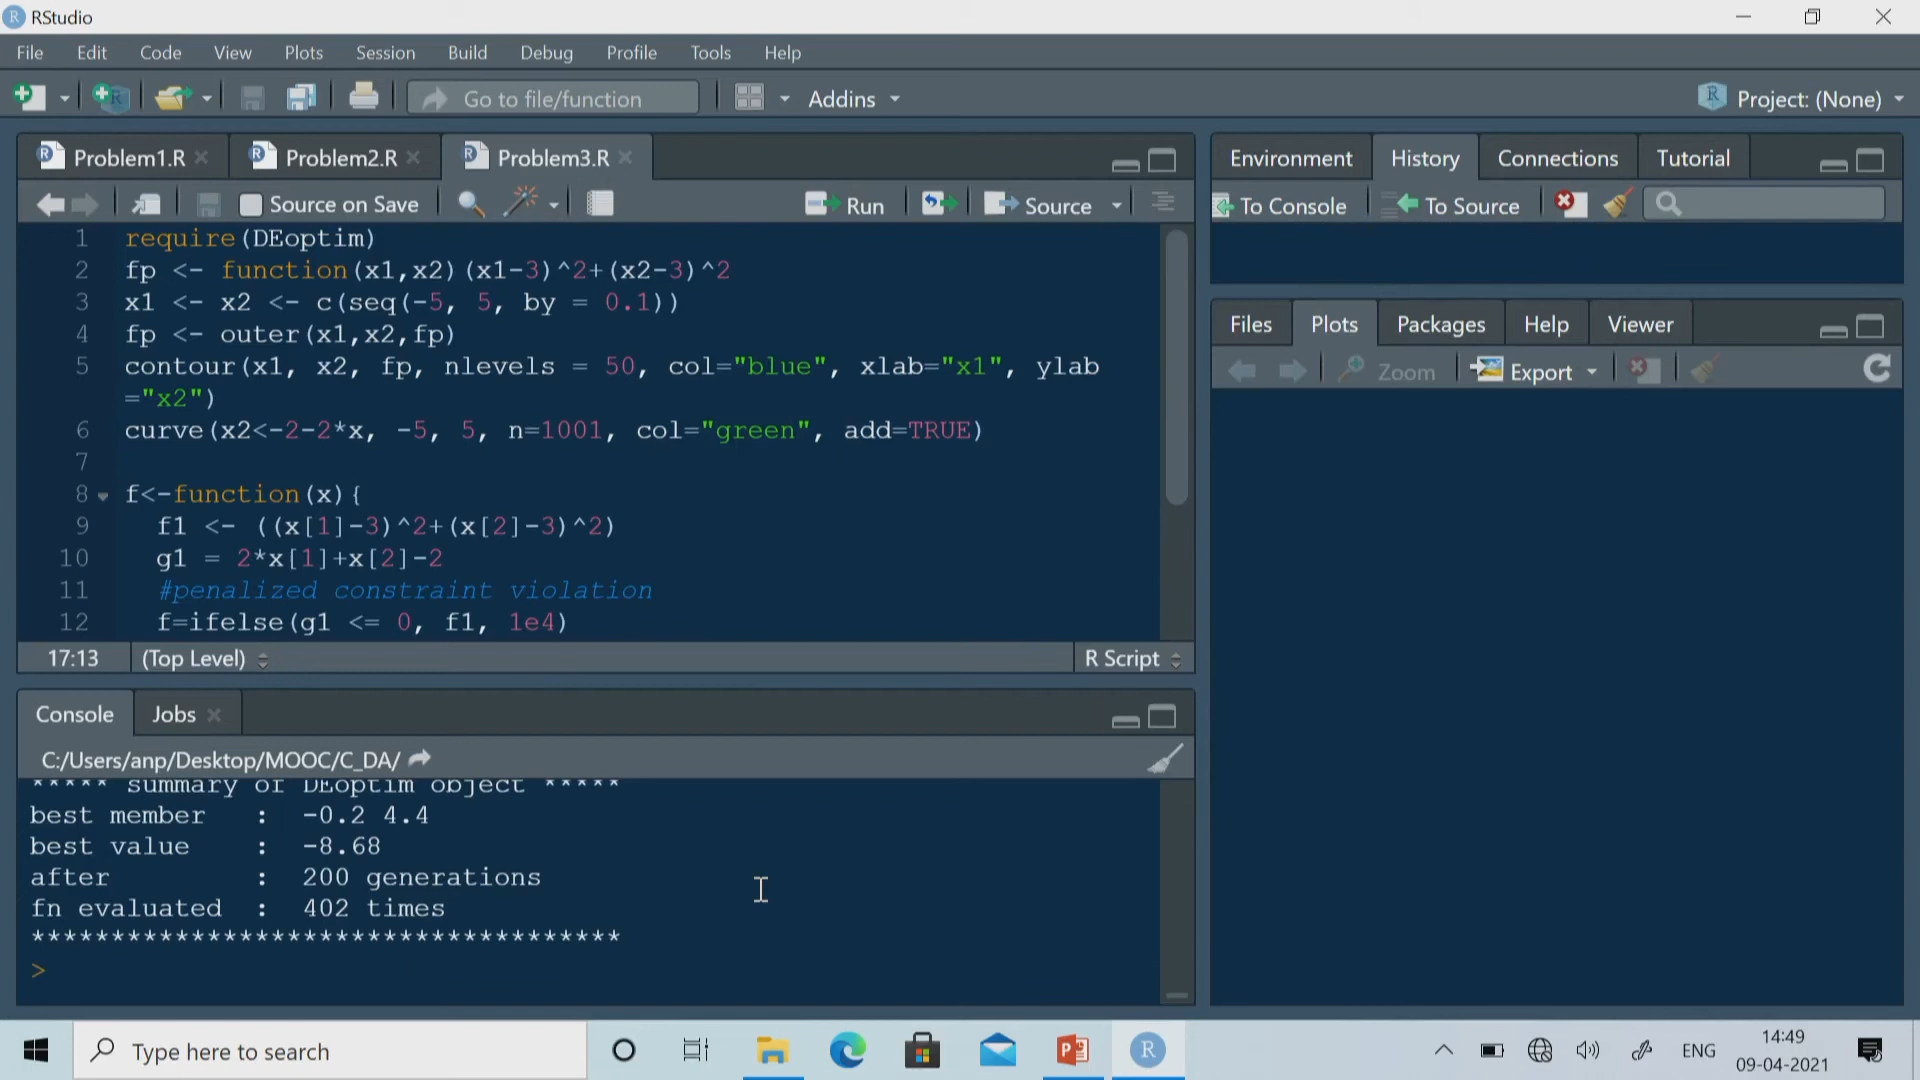 RStudio
File Edit Code View Plots Session Build Debug Profile Tools Help
Go to file/function Addins Project: (None)
Problem1.R Problem2.R Problem3.R
Source on Save Run Source
1 require(DEoptim)
2 fp <- function(x1,x2)(x1-3)^2+(x2-3)^2
3 x1 <- x2 <- c(seq(-5, 5, by = 0.1))
4 fp <- outer(x1,x2,fp)
5 contour(x1, x2, fp, nlevels = 50, col="blue", xlab="x1", ylab
="x2")
6 curve(x2<-2-2*x, -5, 5, n=1001, col="green", add=TRUE)
7
8 f<-function(x){
9 f1 <- ((x[1]-3)^2+(x[2]-3)^2)
10 g1 = 2*x[1]+x[2]-2
11 #penalized constraint violation
12 f=ifelse(g1 <= 0, f1, 1e4)
17:13 (Top Level) R Script
Console Jobs
C:/Users/anp/Desktop/MOOC/C_DA/
***** summary of DEoptim object *****
best member : -0.2 4.4
best value : -8.68
after : 200 generations
fn evaluated : 402 times
*************************************
>
Environment History Connections Tutorial
To Console To Source
Files Plots Packages Help Viewer
Zoom Export
Type here to search
ENG
14:49
09-04-2021